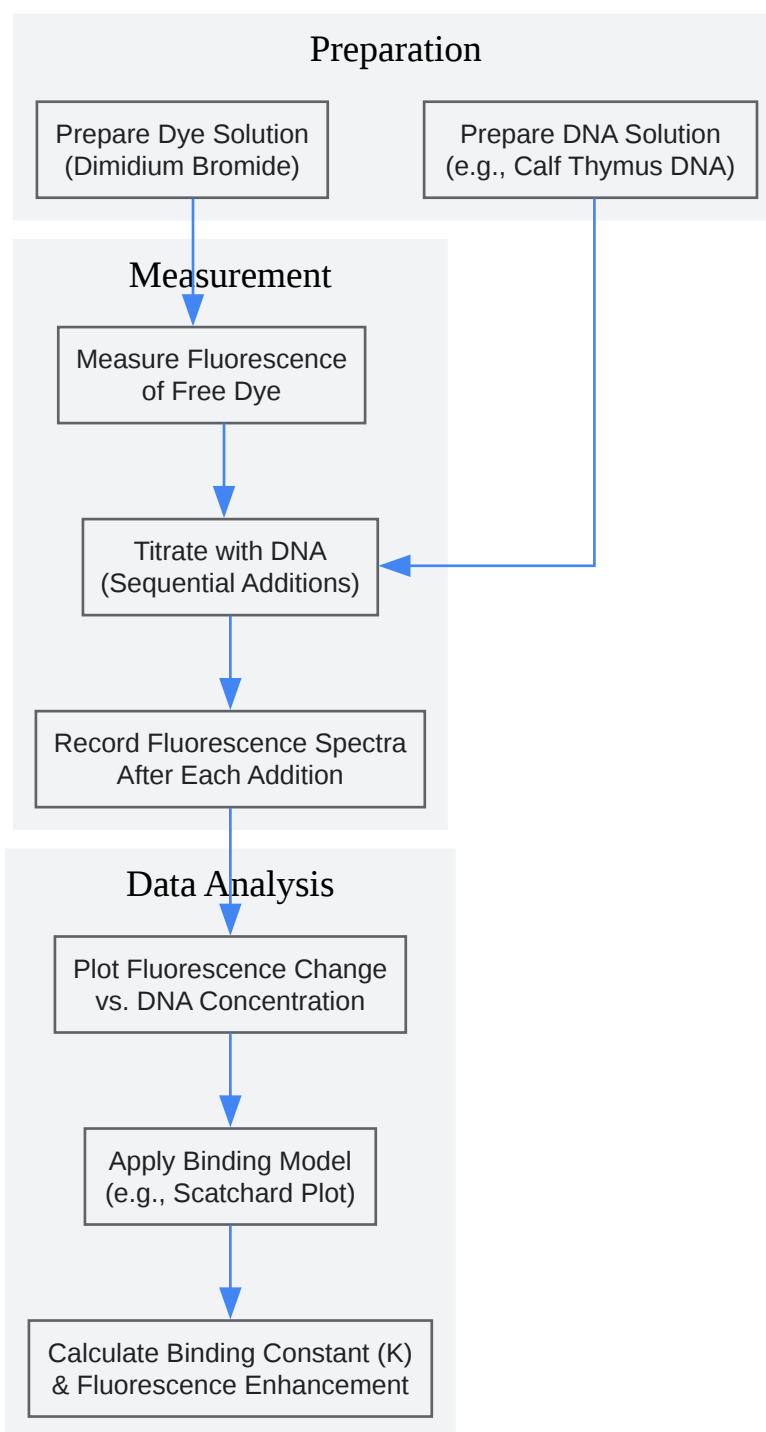 Preparation
Prepare Dye Solution
(Dimidium Bromide)
Prepare DNA Solution
(e.g., Calf Thymus DNA)
Measurement
Measure Fluorescence
of Free Dye
Titrate with DNA
(Sequential Additions)
Record Fluorescence Spectra
After Each Addition
Data Analysis
Plot Fluorescence Change
vs. DNA Concentration
Apply Binding Model
(e.g., Scatchard Plot)
Calculate Binding Constant (K)
& Fluorescence Enhancement